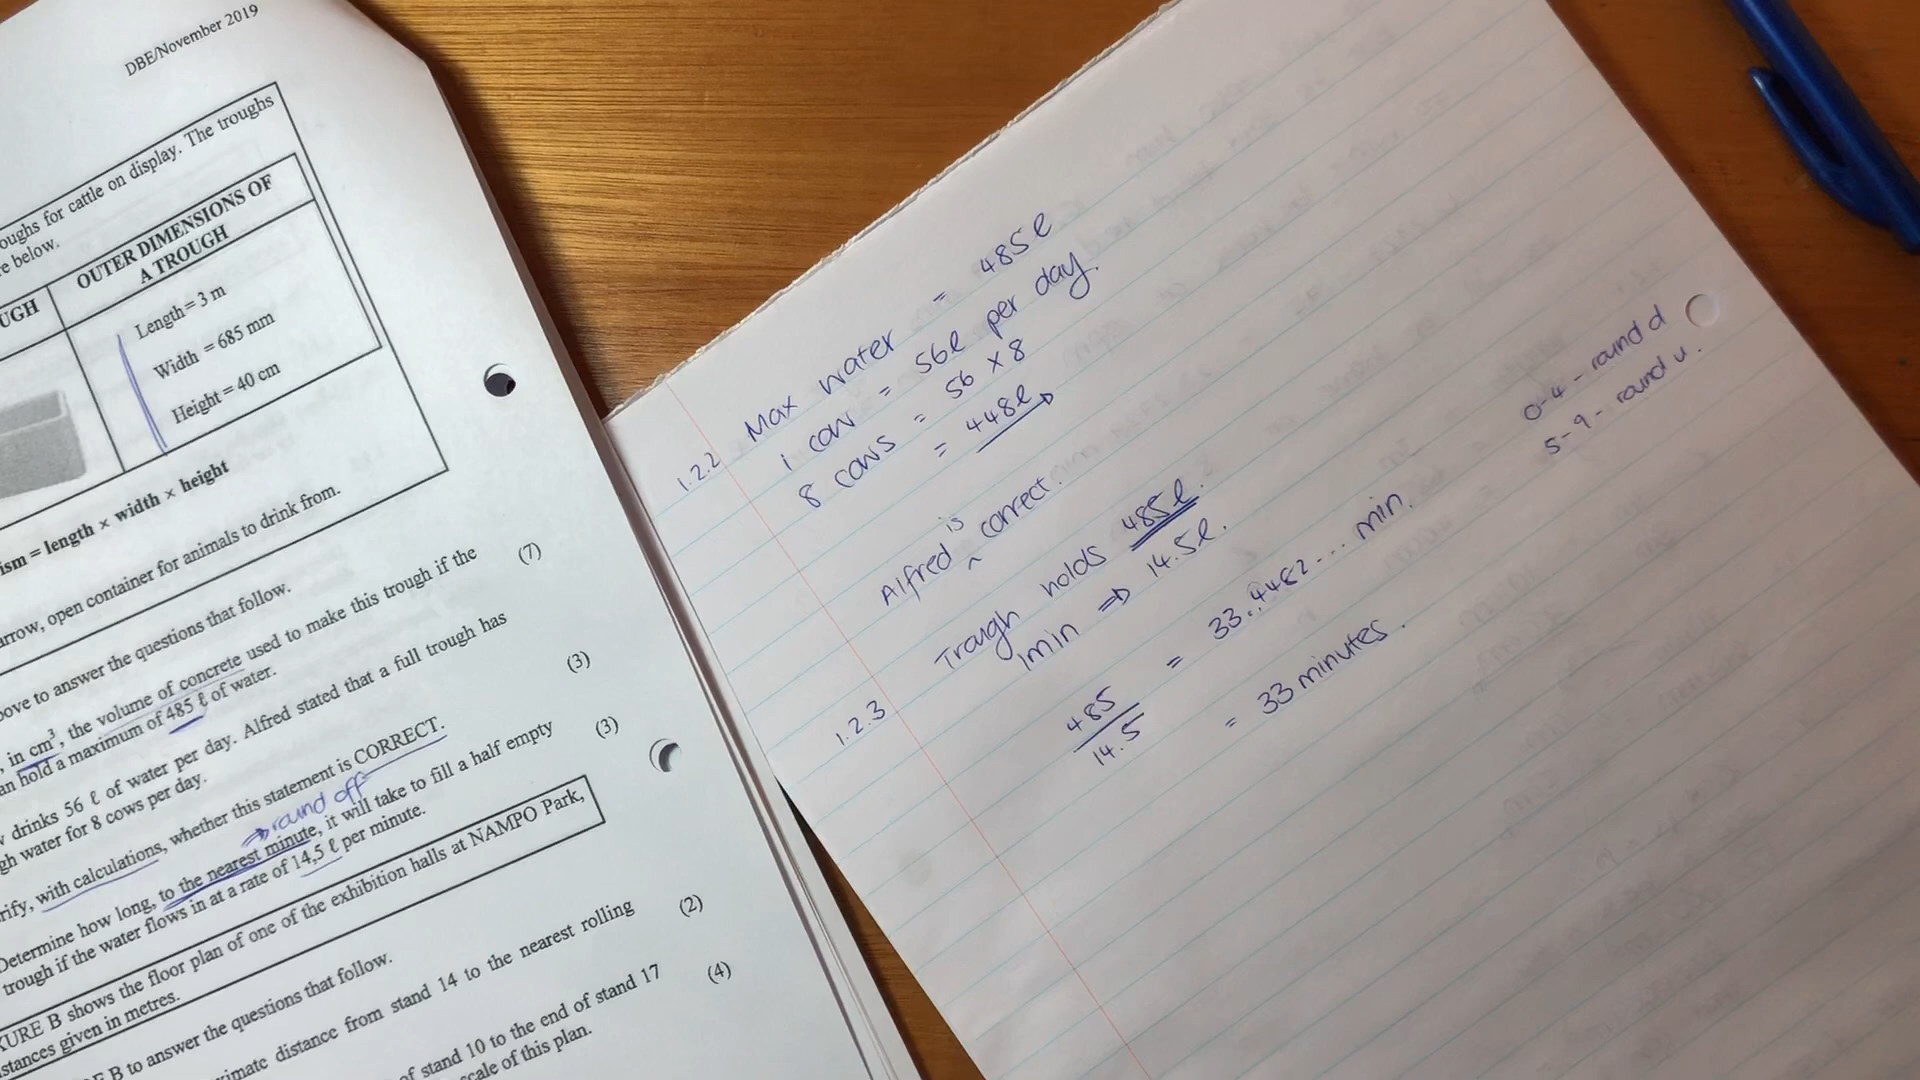 DBE/November 2019
oughs for cattle on display. The troughs
re below.
UGH
OUTER DIMENSIONS OF
A TROUGH
Length = 3 m
Width = 685 mm
Height = 40 cm
ism = length × width × height
arrow, open container for animals to drink from.
bove to answer the questions that follow.
, in cm³, the volume of concrete used to make this trough if the (7)
an hold a maximum of 485 ℓ of water.
w drinks 56 ℓ of water per day. Alfred stated that a full trough has
gh water for 8 cows per day. (3)
rify, with calculations, whether this statement is CORRECT.
⇒ round off
Determine how long, to the nearest minute, it will take to fill a half empty (3)
trough if the water flows in at a rate of 14,5 ℓ per minute.
XURE B shows the floor plan of one of the exhibition halls at NAMPO Park,
stances given in metres.
E B to answer the questions that follow.
ximate distance from stand 14 to the nearest rolling (2)
of stand 10 to the end of stand 17 (4)
scale of this plan.
1.2.2 Max water = 485ℓ
1 cow = 56ℓ per day.
8 cows = 56 × 8
= 448ℓ
Alfred is correct.
1.2.3 Trough holds 485ℓ.
1min ⇒ 14.5ℓ.
485/14.5 = 33.4482... min.
= 33 minutes.
0-4 - round d
5-9 - round u.